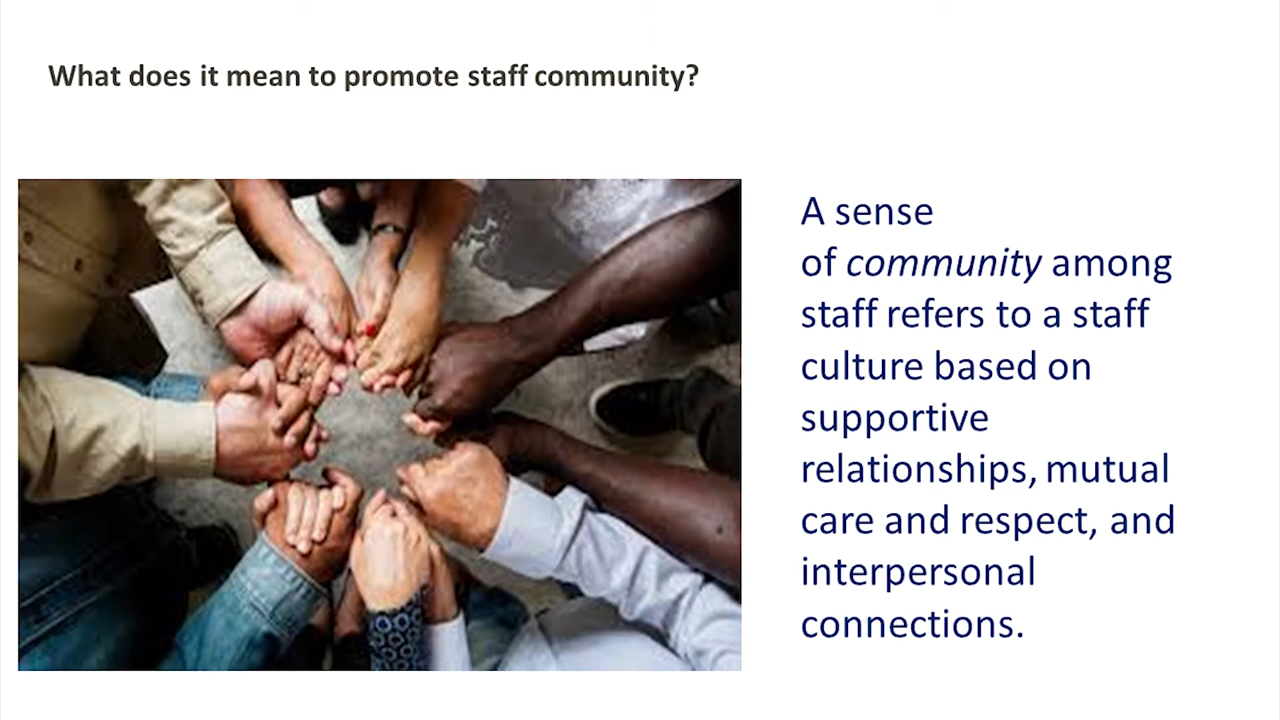 What does it mean to promote staff community?
A sense
of community among
staff refers to a staff
culture based on
supportive
relationships, mutual
care and respect, and
interpersonal
connections.